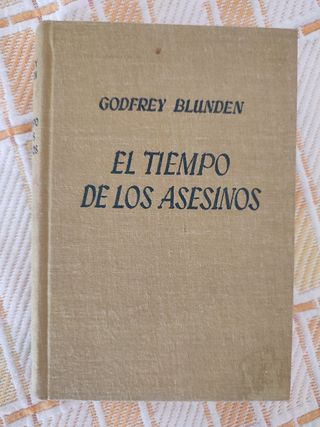 GODFREY BLUNDEN
EL TIEMPO
DE LOS ASESINOS